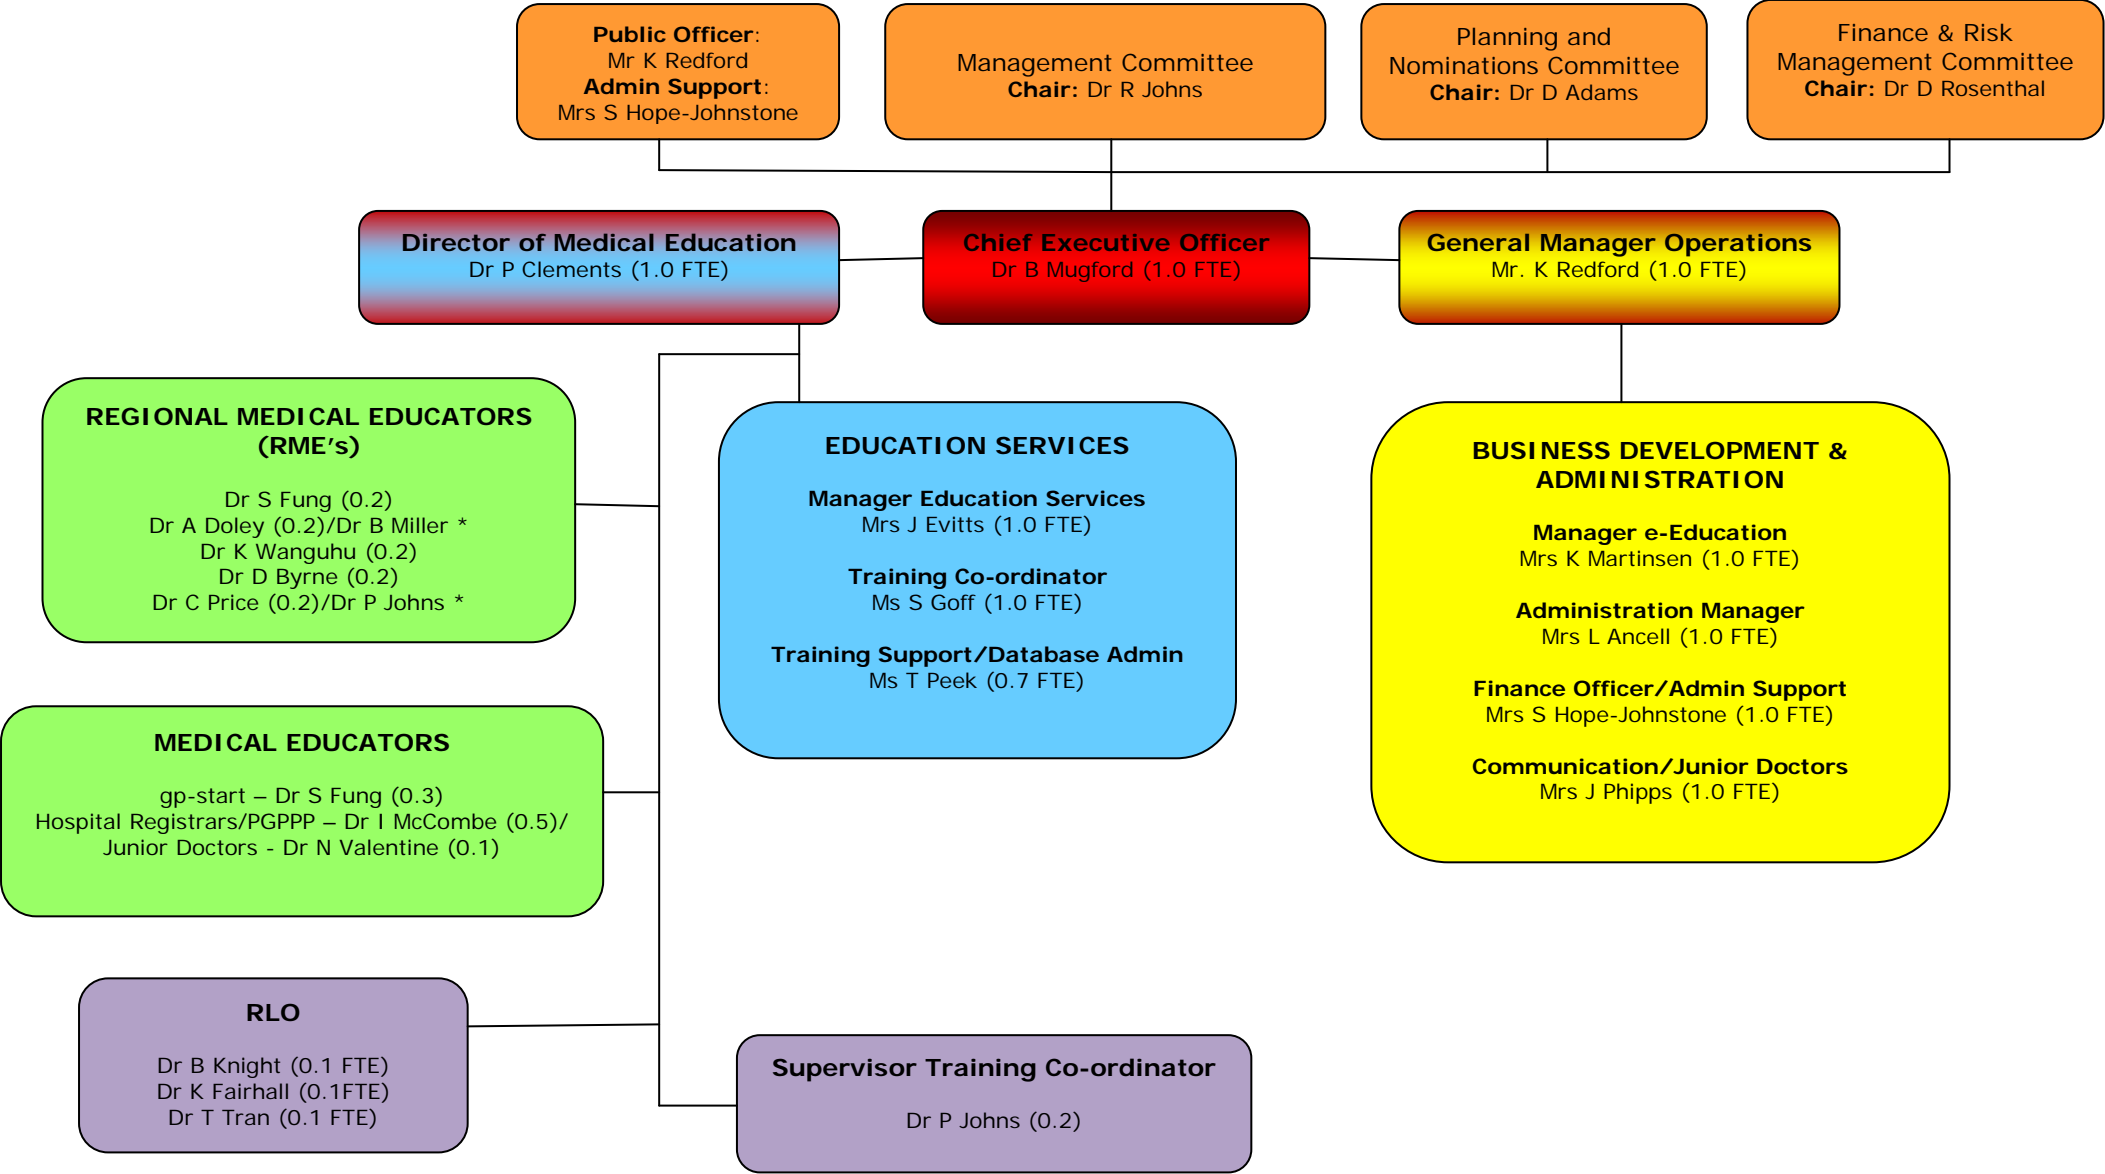 Public Officer:
Mr K Redford
Admin Support:
Mrs S Hope-Johnstone
Management Committee
Chair: Dr R Johns
Planning and
Nominations Committee
Chair: Dr D Adams
Finance & Risk
Management Committee
Chair: Dr D Rosenthal
Director of Medical Education
Dr P Clements (1.0 FTE)
Chief Executive Officer
Dr B Mugford (1.0 FTE)
General Manager Operations
Mr. K Redford (1.0 FTE)
REGIONAL MEDICAL EDUCATORS
(RME's)
Dr S Fung (0.2)
Dr A Doley (0.2)/Dr B Miller *
Dr K Wanguhu (0.2)
Dr D Byrne (0.2)
Dr C Price (0.2)/Dr P Johns *
EDUCATION SERVICES
Manager Education Services
Mrs J Evitts (1.0 FTE)
Training Co-ordinator
Ms S Goff (1.0 FTE)
Training Support/Database Admin
Ms T Peek (0.7 FTE)
BUSINESS DEVELOPMENT &
ADMINISTRATION
Manager e-Education
Mrs K Martinsen (1.0 FTE)
Administration Manager
Mrs L Ancell (1.0 FTE)
Finance Officer/Admin Support
Mrs S Hope-Johnstone (1.0 FTE)
Communication/Junior Doctors
Mrs J Phipps (1.0 FTE)
MEDICAL EDUCATORS
gp-start – Dr S Fung (0.3)
Hospital Registrars/PGPPP – Dr I McCombe (0.5)/
Junior Doctors - Dr N Valentine (0.1)
RLO
Dr B Knight (0.1 FTE)
Dr K Fairhall (0.1FTE)
Dr T Tran (0.1 FTE)
Supervisor Training Co-ordinator
Dr P Johns (0.2)